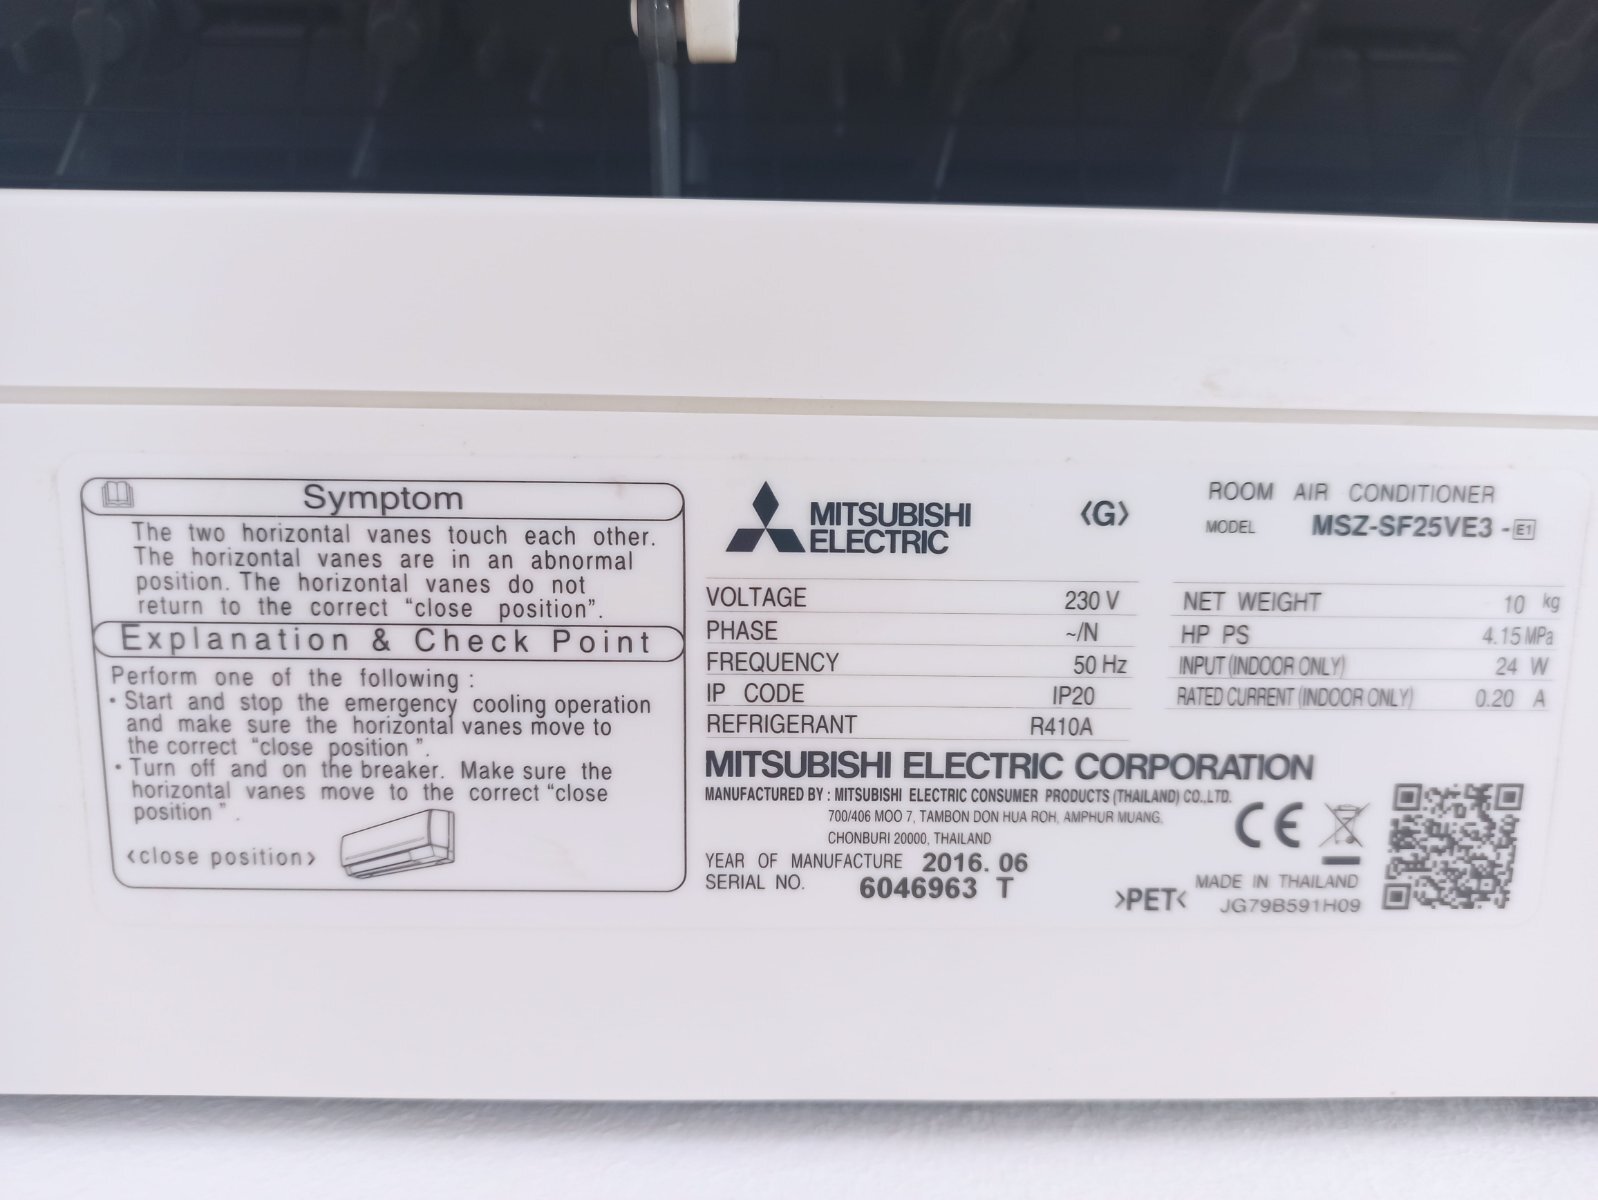 Symptom
The two horizontal vanes touch each other.
The horizontal vanes are in an abnormal
position. The horizontal vanes do not
return to the correct “close position”.
Explanation & Check Point
Perform one of the following :
· Start and stop the emergency cooling operation
and make sure the horizontal vanes move to
the correct “close position ”.
· Turn off and on the breaker. Make sure the
horizontal vanes move to the correct “close
position ” .
<close position>
MITSUBISHI
ELECTRIC
<G>
ROOM AIR CONDITIONER
MODEL MSZ-SF25VE3 - E1
VOLTAGE 230 V
PHASE ~/N
FREQUENCY 50 Hz
IP CODE IP20
REFRIGERANT R410A
NET WEIGHT 10 kg
HP PS 4.15 MPa
INPUT (INDOOR ONLY) 24 W
RATED CURRENT (INDOOR ONLY) 0.20 A
MITSUBISHI ELECTRIC CORPORATION
MANUFACTURED BY : MITSUBISHI ELECTRIC CONSUMER PRODUCTS (THAILAND) CO.,LTD.
700/406 MOO 7, TAMBON DON HUA ROH, AMPHUR MUANG,
CHONBURI 20000, THAILAND
YEAR OF MANUFACTURE 2016. 06
SERIAL NO. 6046963 T
CE
>PET<
MADE IN THAILAND
JG79B591H09